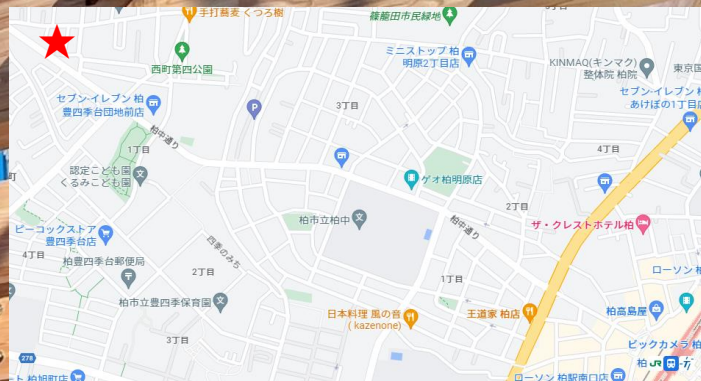 手打蕎麦 くつろ樹
篠籠田市民緑地
ミニストップ 柏
明原2丁目店
KINMAQ(キンマク)
整体院 柏院
東京国
西町第四公園
セブン-イレブン 柏
豊四季台団地前店
P
3丁目
柏中通り
セブン-イレブン 柏
あけぼの1丁目店
4丁目
1丁目
認定こども園
くるみこども園
ゲオ柏明原店
2丁目
柏市立柏中
柏中通り
ザ・クレストホテル柏
ピーコックストア
豊四季台店
四季のみち
4丁目
柏豊四季台郵便局
2丁目
1丁目
ローソン 柏
柏市立豊四季保育園
日本料理 風の音
(kazenone)
王道家 柏店
柏高島屋
3丁目
ビックカメラ 柏
278
柏 JR
ト 柏旭町店
ローソン 柏駅南口店